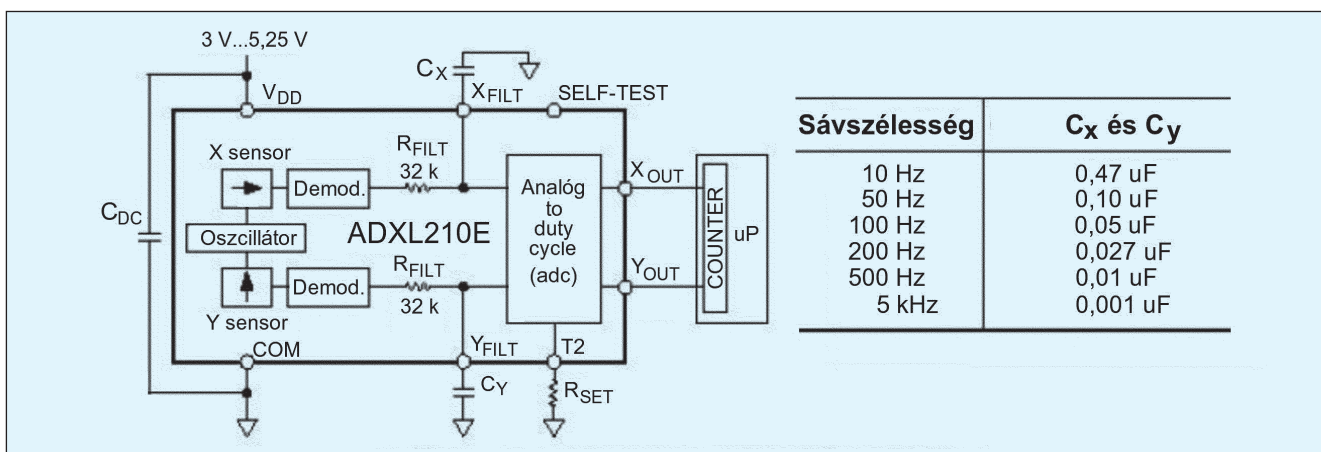 3 V...5,25 V
V_DD
C_X
X_FILT
SELF-TEST
X sensor
R_FILT
32 k
Demod.
Analóg
to
duty
cycle
(adc)
X_OUT
C_DC
Oszcillátor
ADXL210E
COUNTER
uP
R_FILT
32 k
Demod.
Y_OUT
Y sensor
COM
Y_FILT
T2
C_Y
R_SET
Sávszélesség C_x és C_y
10 Hz 0,47 uF
50 Hz 0,10 uF
100 Hz 0,05 uF
200 Hz 0,027 uF
500 Hz 0,01 uF
5 kHz 0,001 uF